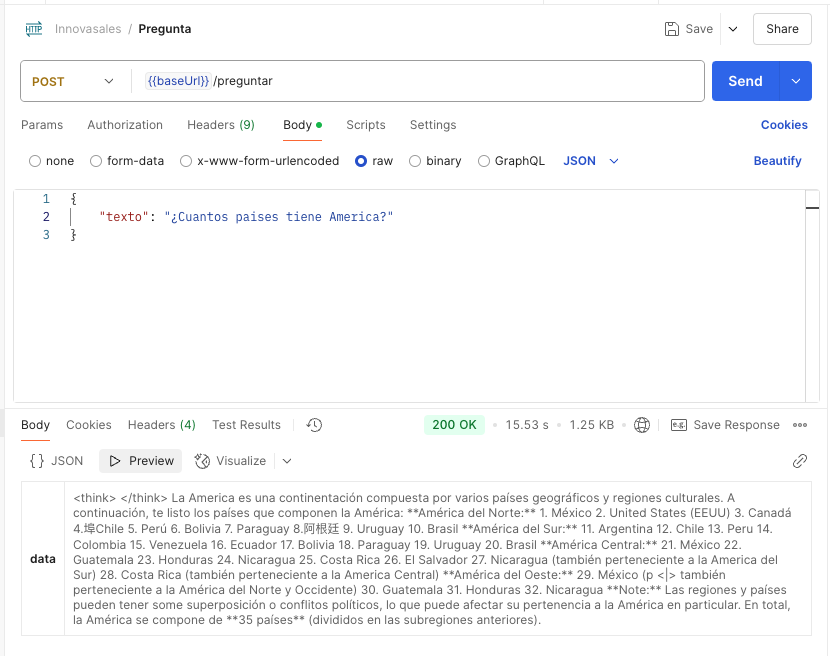 HTTP Innovasales / Pregunta Save Share
POST {{baseUrl}} /preguntar Send
Params Authorization Headers (9) Body Scripts Settings Cookies
none form-data x-www-form-urlencoded raw binary GraphQL JSON Beautify
1 {
2 "texto": "¿Cuantos paises tiene America?"
3 }
Body Cookies Headers (4) Test Results 200 OK • 15.53 s • 1.25 KB • e.g. Save Response
{} JSON Preview Visualize
<think> </think> La America es una continentación compuesta por varios países geográficos y regiones culturales. A
continuación, te listo los países que componen la América: **América del Norte:** 1. México 2. United States (EEUU) 3. Canadá
4.埠Chile 5. Perú 6. Bolivia 7. Paraguay 8.阿根廷 9. Uruguay 10. Brasil **América del Sur:** 11. Argentina 12. Chile 13. Peru 14.
Colombia 15. Venezuela 16. Ecuador 17. Bolivia 18. Paraguay 19. Uruguay 20. Brasil **América Central:** 21. México 22.
data Guatemala 23. Honduras 24. Nicaragua 25. Costa Rica 26. El Salvador 27. Nicaragua (también perteneciente a la America del
Sur) 28. Costa Rica (también perteneciente a la America Central) **América del Oeste:** 29. México (p <|> también
perteneciente a la América del Norte y Occidente) 30. Guatemala 31. Honduras 32. Nicaragua **Note:** Las regiones y países
pueden tener some superposición o conflitos políticos, lo que puede afectar su pertenencia a la América en particular. En total,
la América se compone de **35 países** (divididos en las subregiones anteriores).